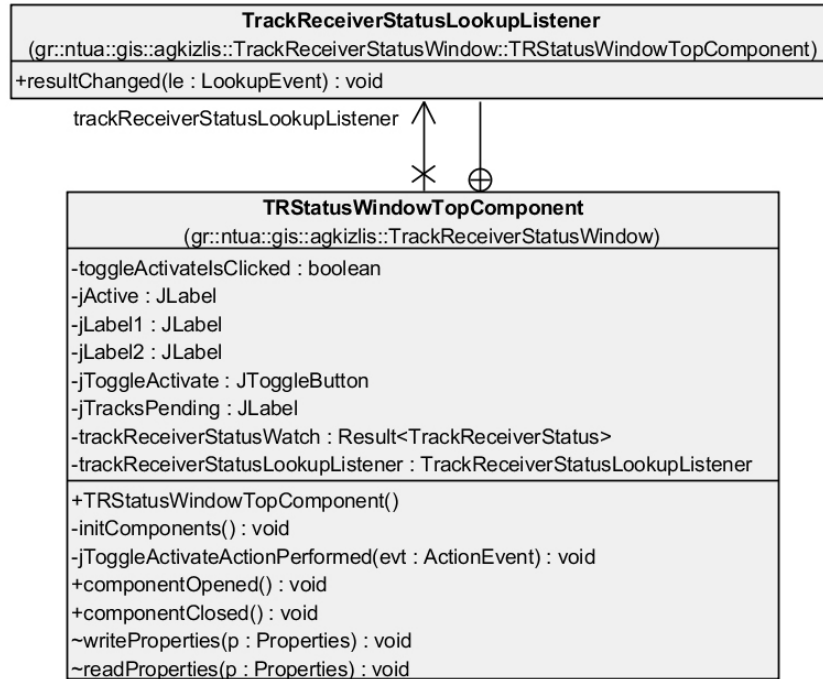 TrackReceiverStatusLookupListener
(gr::ntua::gis::agkizlis::TrackReceiverStatusWindow::TRStatusWindowTopComponent)
+resultChanged(le : LookupEvent) : void
trackReceiverStatusLookupListener
TRStatusWindowTopComponent
(gr::ntua::gis::agkizlis::TrackReceiverStatusWindow)
-toggleActivateIsClicked : boolean
-jActive : JLabel
-jLabel1 : JLabel
-jLabel2 : JLabel
-jToggleActivate : JToggleButton
-jTracksPending : JLabel
-trackReceiverStatusWatch : Result<TrackReceiverStatus>
-trackReceiverStatusLookupListener : TrackReceiverStatusLookupListener
+TRStatusWindowTopComponent()
-initComponents() : void
-jToggleActivateActionPerformed(evt : ActionEvent) : void
+componentOpened() : void
+componentClosed() : void
~writeProperties(p : Properties) : void
~readProperties(p : Properties) : void